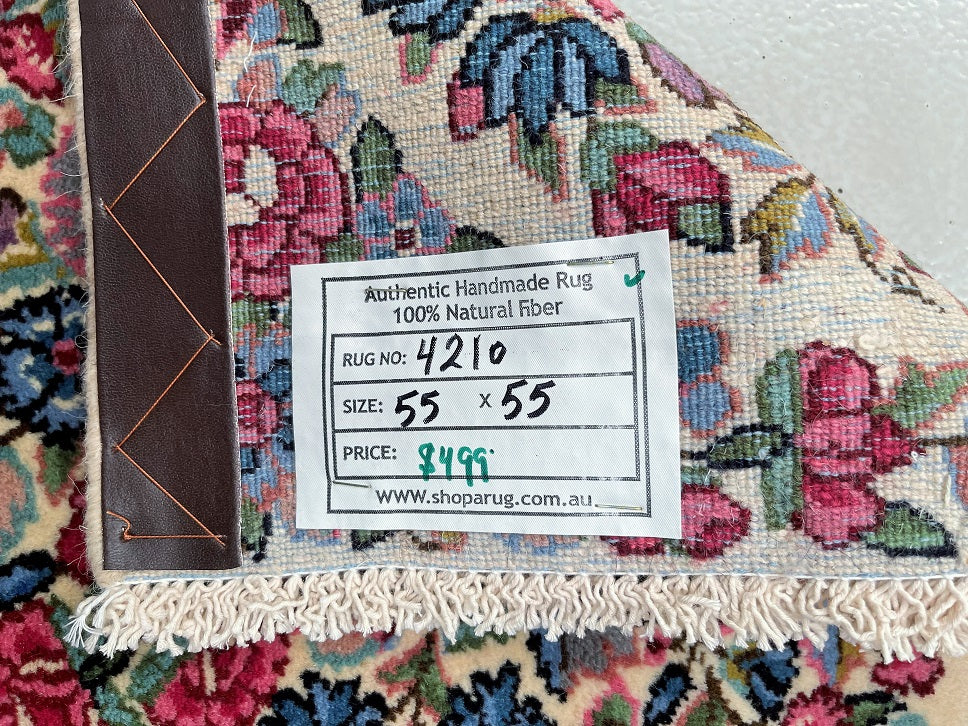 Authentic Handmade Rug
100% Natural Fiber
RUG NO: 4210
SIZE: 55 x 55
PRICE: $499
www.shoparug.com.au